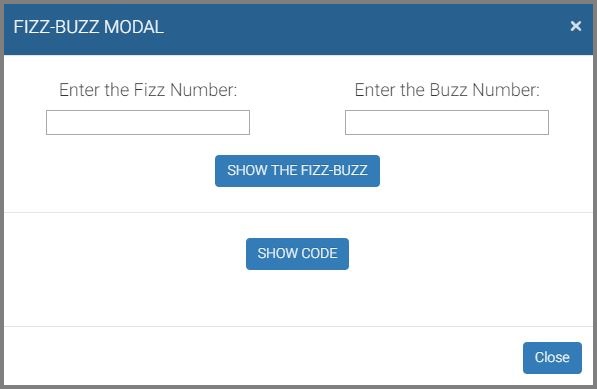 FIZZ-BUZZ MODAL ×
Enter the Fizz Number: Enter the Buzz Number:
SHOW THE FIZZ-BUZZ
SHOW CODE
Close